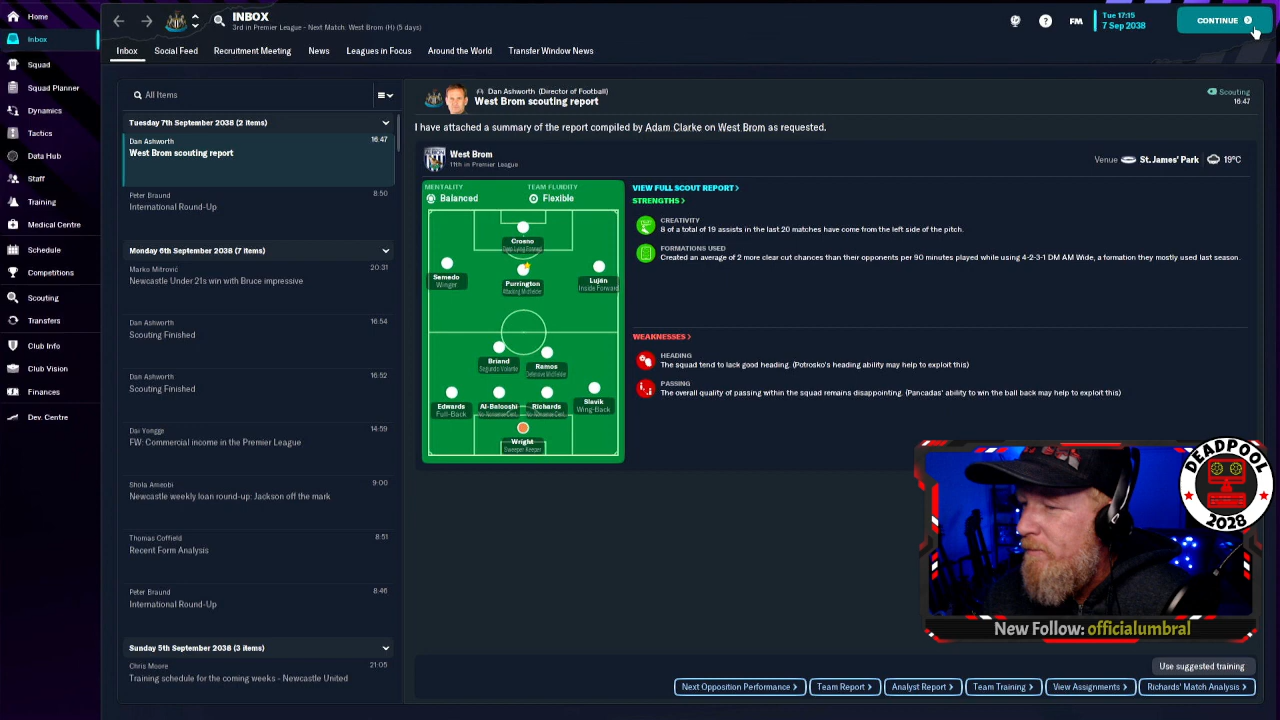 Home
Inbox
Squad
Squad Planner
Dynamics
Tactics
Data Hub
Staff
Training
Medical Centre
Schedule
Competitions
Scouting
Transfers
Club Info
Club Vision
Finances
Dev. Centre
INBOX
3rd in Premier League - Next Match: West Brom (H) (5 days)
FM
Tue 17:15
7 Sep 2038
CONTINUE
Inbox
Social Feed
Recruitment Meeting
News
Leagues in Focus
Around the World
Transfer Window News
All Items
Tuesday 7th September 2038 (2 items)
Dan Ashworth 16:47
West Brom scouting report
Peter Braund 8:50
International Round-Up
Monday 6th September 2038 (7 items)
Marko Mitrović 20:31
Newcastle Under 21s win with Bruce impressive
Dan Ashworth 16:54
Scouting Finished
Dan Ashworth 16:52
Scouting Finished
Dai Yongge 14:59
FW: Commercial income in the Premier League
Shola Ameobi 9:00
Newcastle weekly loan round-up: Jackson off the mark
Thomas Coffield 8:51
Recent Form Analysis
Peter Braund 8:46
International Round-Up
Sunday 5th September 2038 (3 items)
Chris Moore 21:05
Training schedule for the coming weeks - Newcastle United
Dan Ashworth (Director of Football)
West Brom scouting report
Scouting
16:47
I have attached a summary of the report compiled by Adam Clarke on West Brom as requested.
West Brom
11th in Premier League
Venue St. James' Park 19°C
MENTALITY
Balanced
TEAM FLUIDITY
Flexible
Croeno
Semedo
Winger
Purrington
Attacking Midfielder
Luján
Inside Forward
Briand
Segundo Volante
Ramos
Edwards
Full-Back
Al-Balooshi
Richards
Slavik
Wing-Back
Wright
Sweeper Keeper
VIEW FULL SCOUT REPORT >
STRENGTHS >
CREATIVITY
8 of a total of 19 assists in the last 20 matches have come from the left side of the pitch.
FORMATIONS USED
Created an average of 2 more clear cut chances than their opponents per 90 minutes played while using 4-2-3-1 DM AM Wide, a formation they mostly used last season.
WEAKNESSES >
HEADING
The squad tend to lack good heading. (Potrosko's heading ability may help to exploit this)
PASSING
The overall quality of passing within the squad remains disappointing. (Pancadas' ability to win the ball back may help to exploit this)
DEADPOOL
2028
New Follow: officialumbral
Use suggested training
Next Opposition Performance >
Team Report >
Analyst Report >
Team Training >
View Assignments >
Richards' Match Analysis >